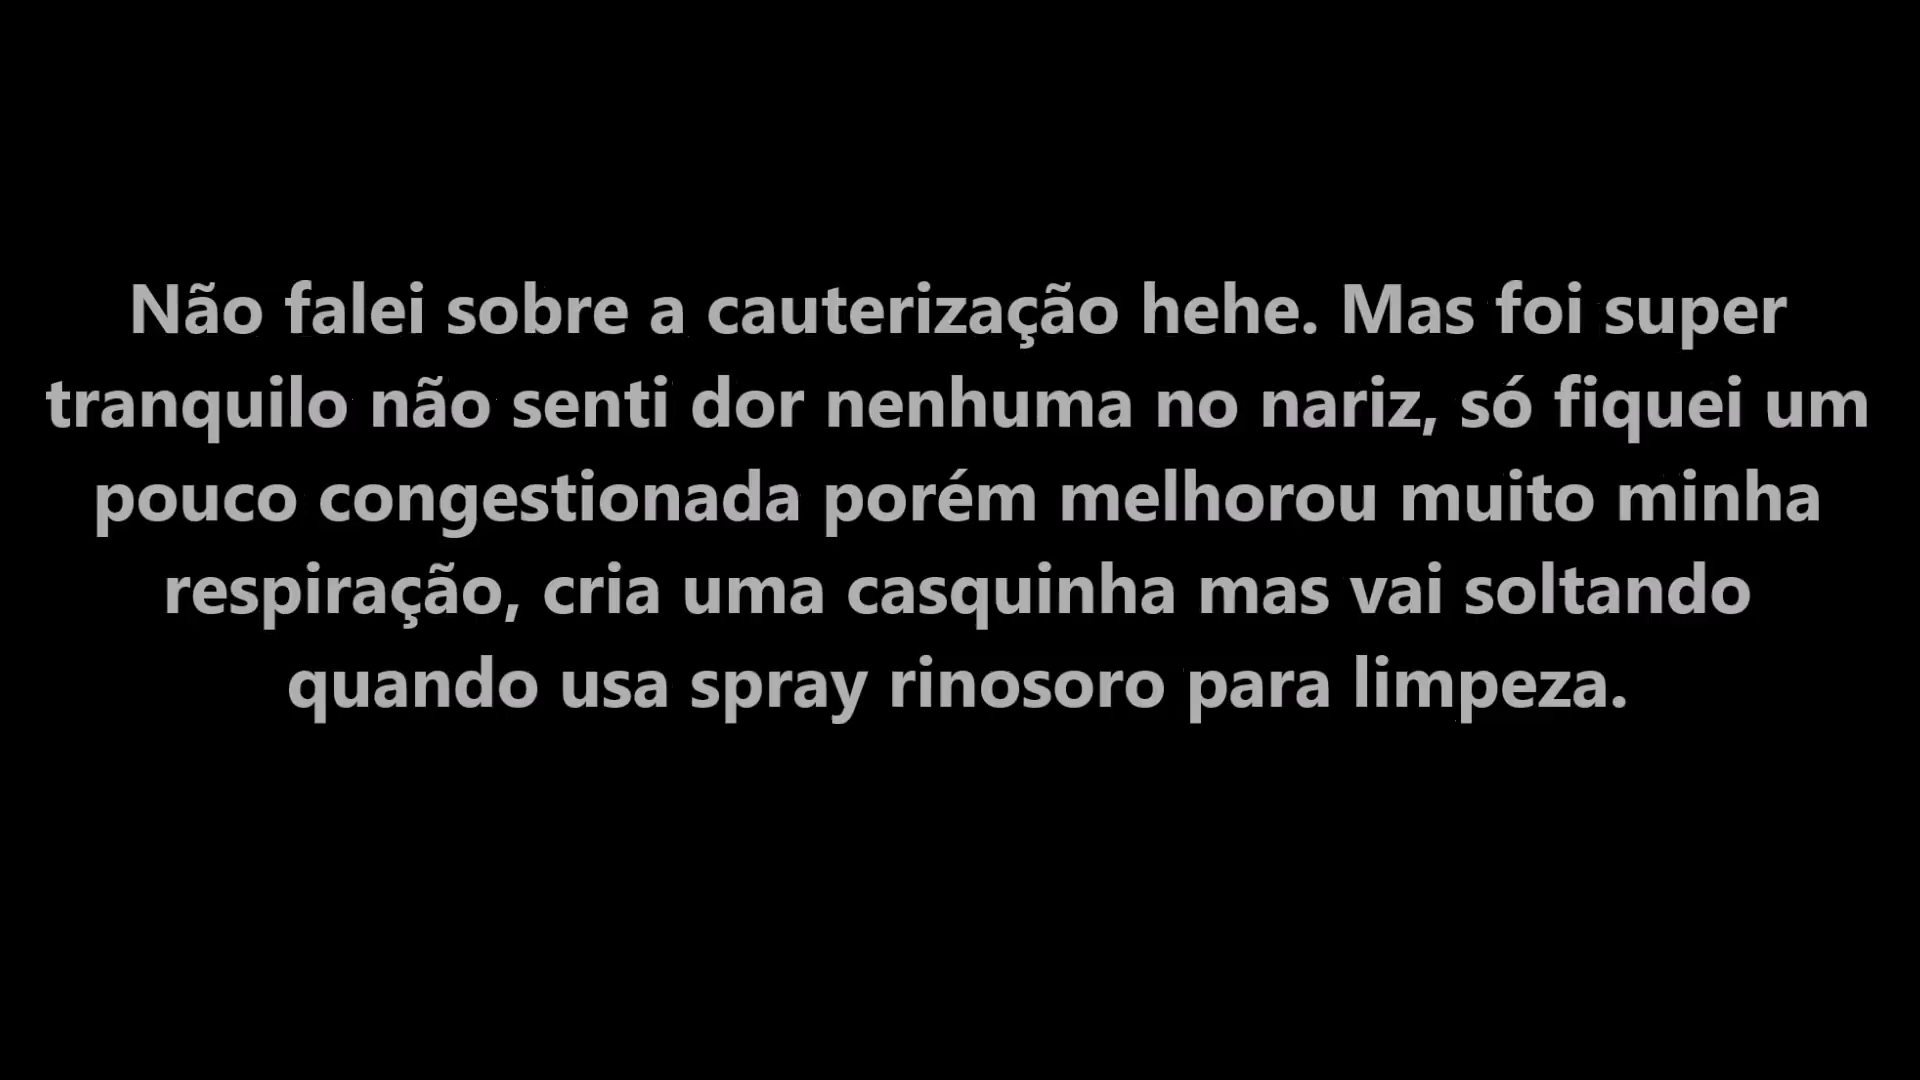 Não falei sobre a cauterização hehe. Mas foi super
tranquilo não senti dor nenhuma no nariz, só fiquei um
pouco congestionada porém melhorou muito minha
respiração, cria uma casquinha mas vai soltando
quando usa spray rinosoro para limpeza.